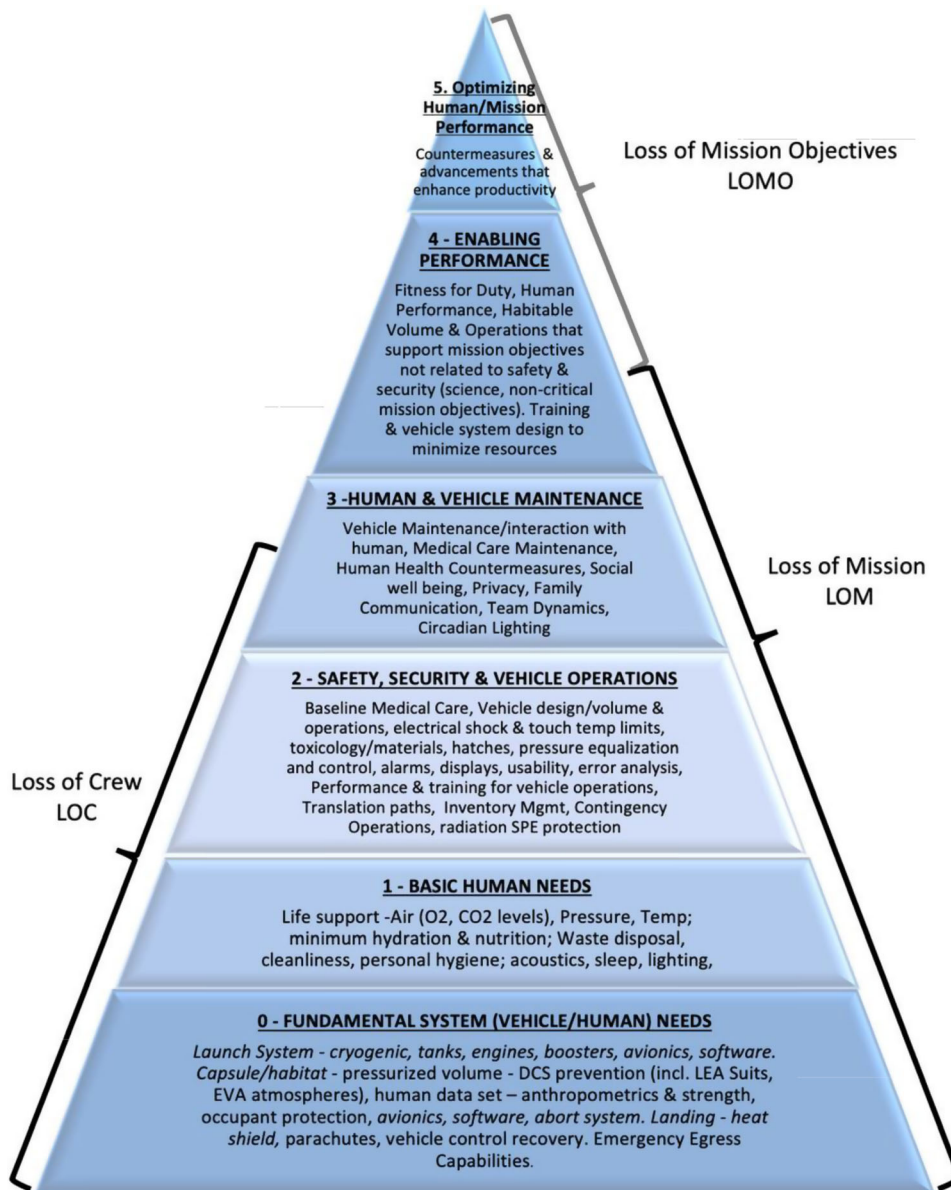 5. Optimizing
Human/Mission
Performance
Countermeasures &
advancements that
enhance productivity
Loss of Mission Objectives
LOMO
4 - ENABLING
PERFORMANCE
Fitness for Duty, Human
Performance, Habitable
Volume & Operations that
support mission objectives
not related to safety &
security (science, non-critical
mission objectives). Training
& vehicle system design to
minimize resources
3 -HUMAN & VEHICLE MAINTENANCE
Vehicle Maintenance/interaction with
human, Medical Care Maintenance,
Human Health Countermeasures, Social
well being, Privacy, Family
Communication, Team Dynamics,
Circadian Lighting
Loss of Mission
LOM
2 - SAFETY, SECURITY & VEHICLE OPERATIONS
Baseline Medical Care, Vehicle design/volume &
operations, electrical shock & touch temp limits,
toxicology/materials, hatches, pressure equalization
and control, alarms, displays, usability, error analysis,
Performance & training for vehicle operations,
Translation paths, Inventory Mgmt, Contingency
Operations, radiation SPE protection
Loss of Crew
LOC
1 - BASIC HUMAN NEEDS
Life support -Air (O2, CO2 levels), Pressure, Temp;
minimum hydration & nutrition; Waste disposal,
cleanliness, personal hygiene; acoustics, sleep, lighting,
0 - FUNDAMENTAL SYSTEM (VEHICLE/HUMAN) NEEDS
Launch System - cryogenic, tanks, engines, boosters, avionics, software.
Capsule/habitat - pressurized volume - DCS prevention (incl. LEA Suits,
EVA atmospheres), human data set – anthropometrics & strength,
occupant protection, avionics, software, abort system. Landing - heat
shield, parachutes, vehicle control recovery. Emergency Egress
Capabilities.